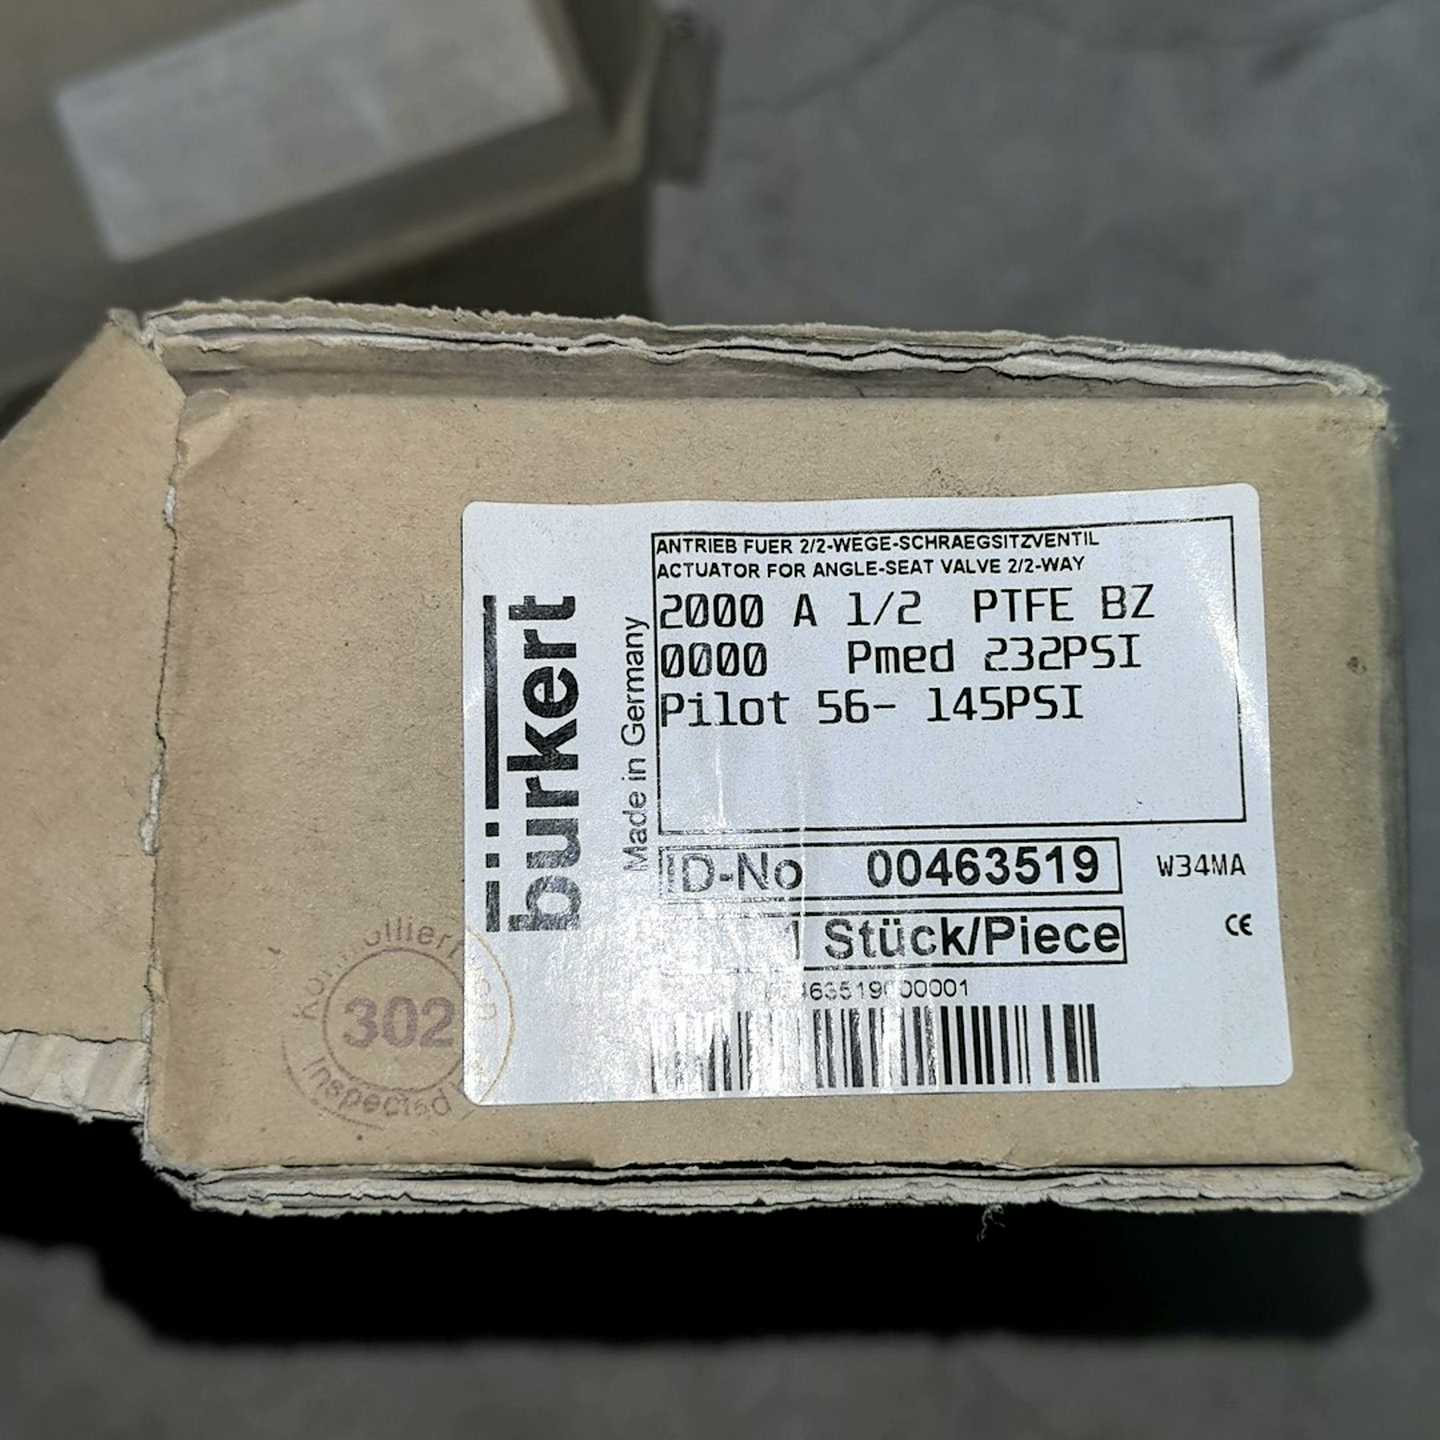 bürkert
Made in Germany
ANTRIEB FUER 2/2-WEGE-SCHRAEGSITZVENTIL
ACTUATOR FOR ANGLE-SEAT VALVE 2/2-WAY
2000 A 1/2 PTFE BZ
0000 Pmed 232PSI
Pilot 56- 145PSI
ID-No 00463519
W34MA
1 Stück/Piece
CE
302
Inspected